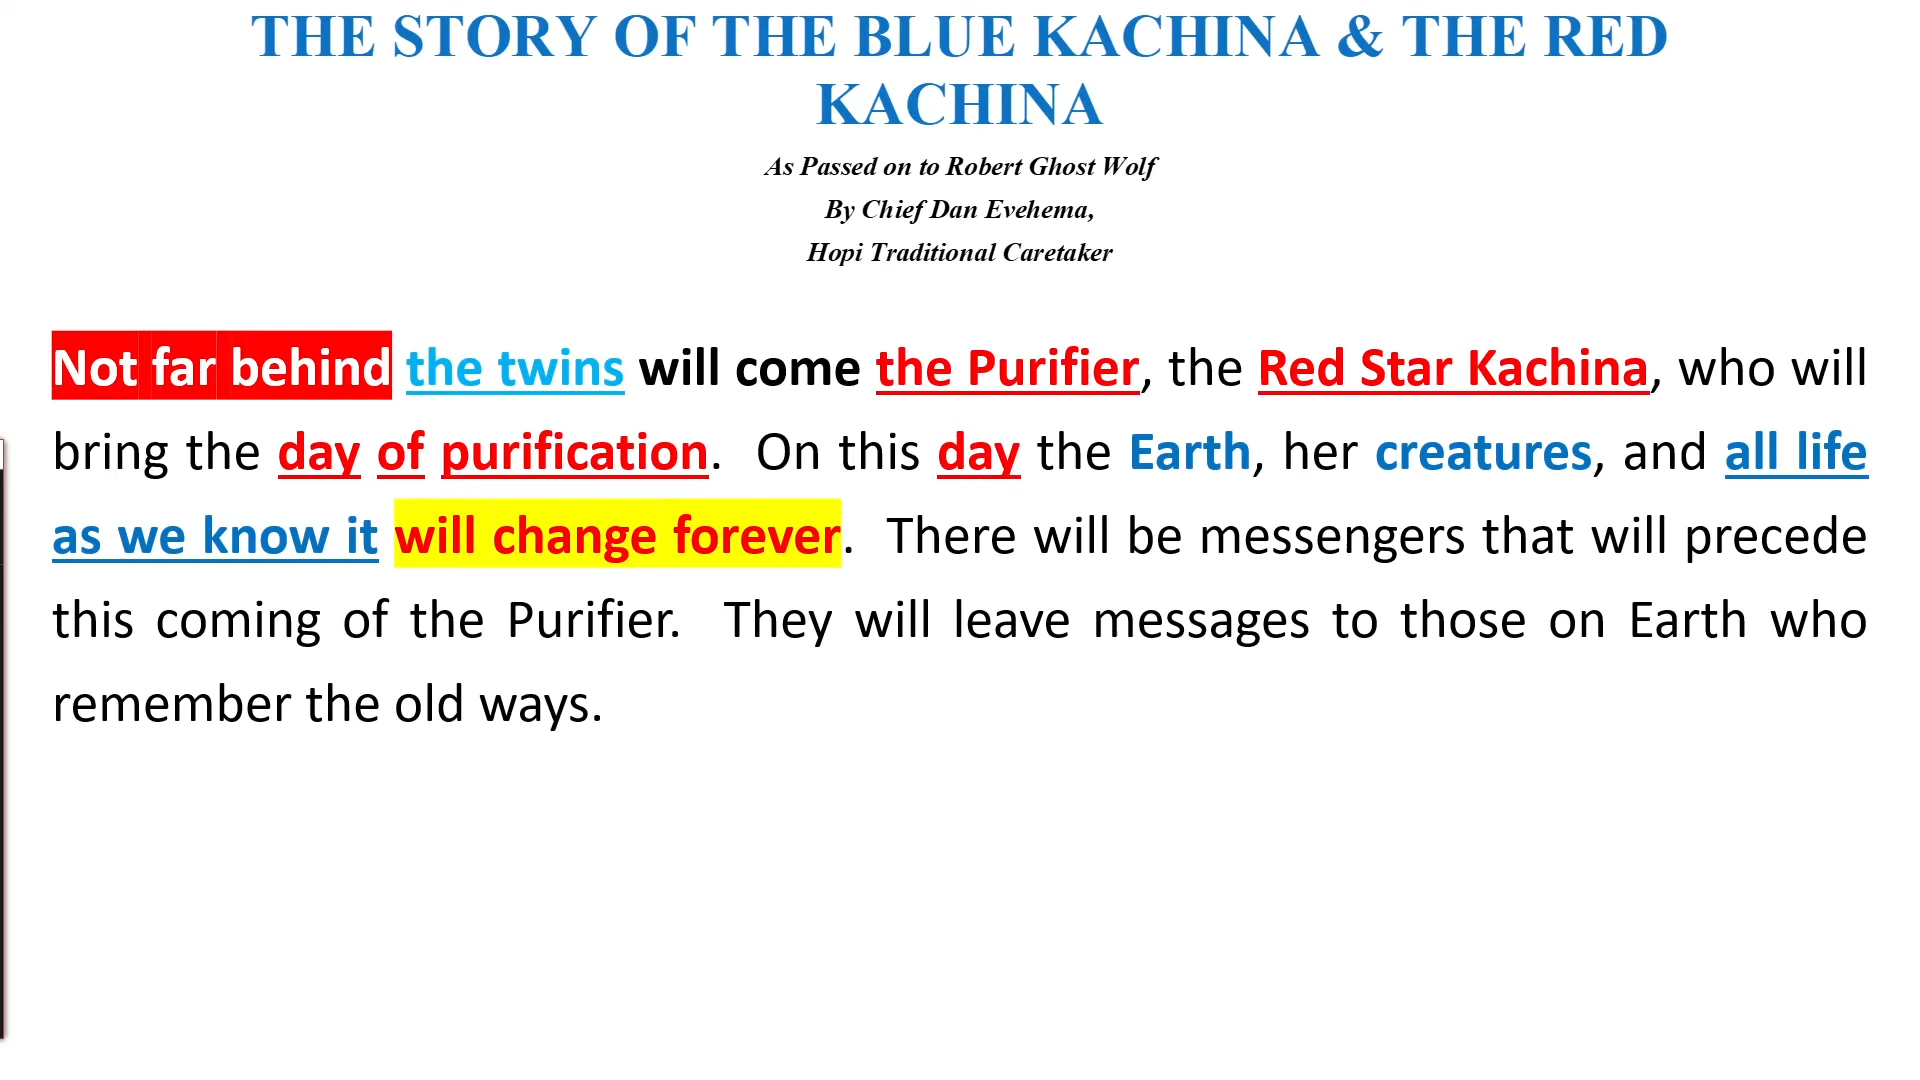 THE STORY OF THE BLUE KACHINA & THE RED
KACHINA
As Passed on to Robert Ghost Wolf
By Chief Dan Evehema,
Hopi Traditional Caretaker
Not far behind the twins will come the Purifier, the Red Star Kachina, who will
bring the day of purification.  On this day the Earth, her creatures, and all life
as we know it will change forever.  There will be messengers that will precede
this coming of the Purifier.  They will leave messages to those on Earth who
remember the old ways.